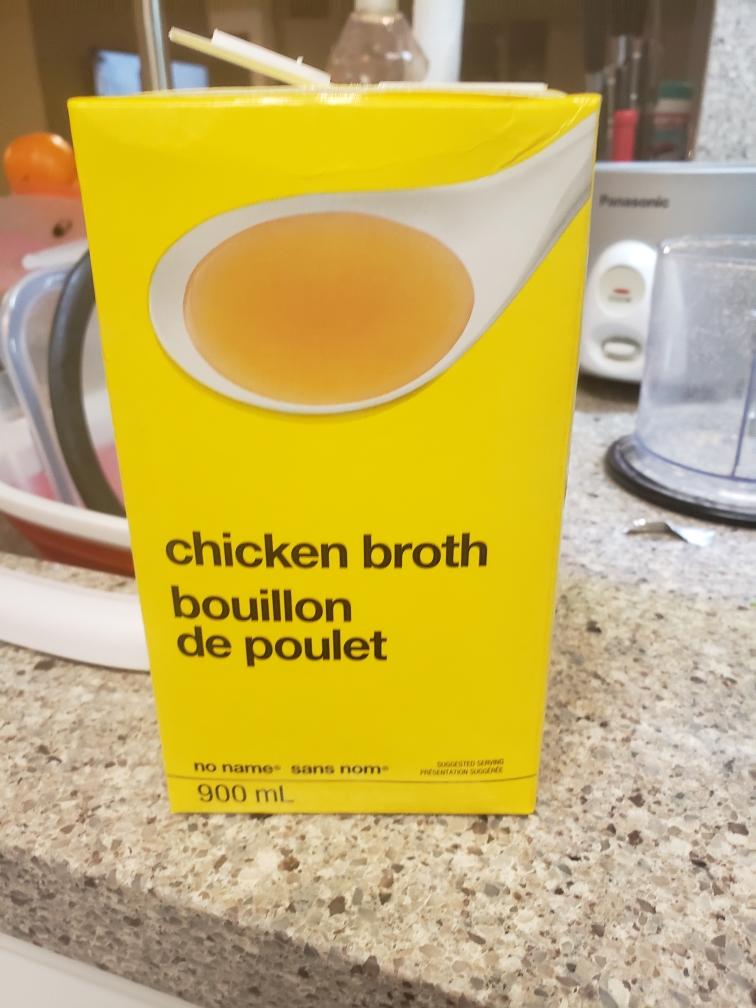 Panasonic
chicken broth
bouillon
de poulet
no name® sans nom®
SUGGESTED SERVING
PRÉSENTATION SUGGÉRÉE
900 mL